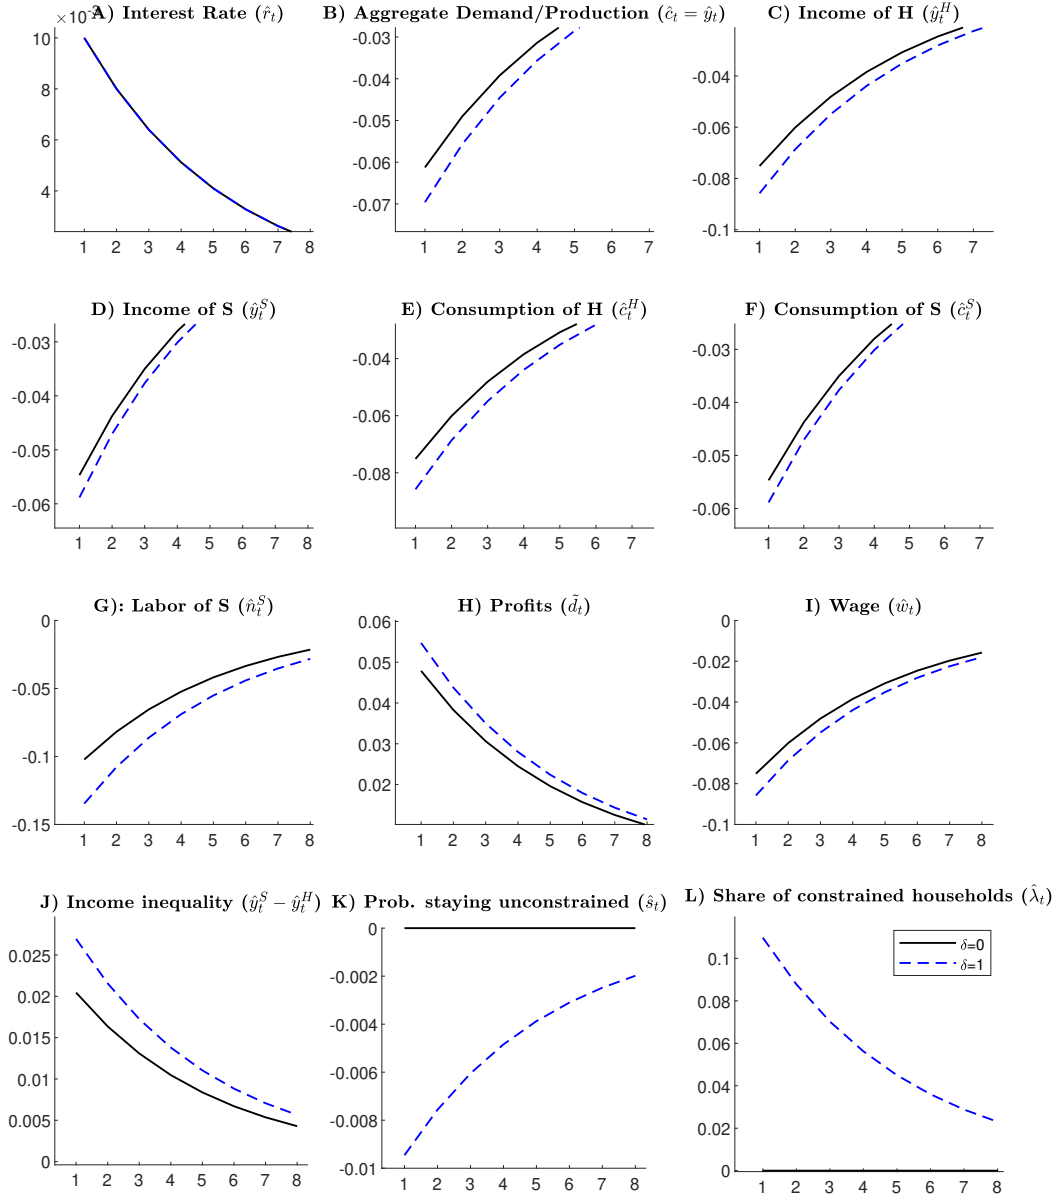 A) Interest Rate (r̂ₜ)
B) Aggregate Demand/Production (ĉₜ = ŷₜ)
C) Income of H (ŷₜᴴ)
×10
10
8
6
4
1 2 3 4 5 6 7 8
-0.03
-0.04
-0.05
-0.06
-0.07
1 2 3 4 5 6 7
-0.04
-0.06
-0.08
-0.1
1 2 3 4 5 6 7
D) Income of S (ŷₜˢ)
E) Consumption of H (ĉₜᴴ)
F) Consumption of S (ĉₜˢ)
-0.03
-0.04
-0.05
-0.06
1 2 3 4 5 6 7 8
-0.04
-0.06
-0.08
1 2 3 4 5 6 7
-0.03
-0.04
-0.05
-0.06
1 2 3 4 5 6 7 8
G): Labor of S (n̂ₜˢ)
H) Profits (d̃ₜ)
I) Wage (ŵₜ)
0
-0.05
-0.1
-0.15
1 2 3 4 5 6 7 8
0.06
0.05
0.04
0.03
0.02
1 2 3 4 5 6 7 8
0
-0.02
-0.04
-0.06
-0.08
-0.1
1 2 3 4 5 6 7 8
J) Income inequality (ŷₜˢ − ŷₜᴴ)
K) Prob. staying unconstrained (ŝₜ)
L) Share of constrained households (λ̂ₜ)
0.025
0.02
0.015
0.01
0.005
0
1 2 3 4 5 6 7 8
0
-0.002
-0.004
-0.006
-0.008
-0.01
1 2 3 4 5 6 7 8
0.1
0.08
0.06
0.04
0.02
0
1 2 3 4 5 6 7 8
δ=0
δ=1